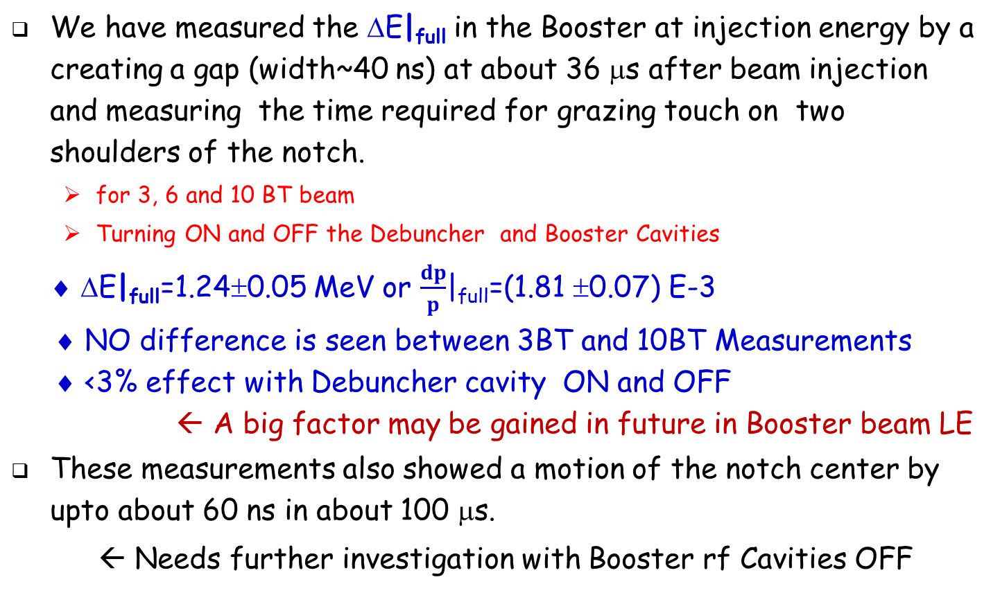 ❑ We have measured the ΔE|full in the Booster at injection energy by a
creating a gap (width~40 ns) at about 36 μs after beam injection
and measuring the time required for grazing touch on two
shoulders of the notch.
➢ for 3, 6 and 10 BT beam
➢ Turning ON and OFF the Debuncher and Booster Cavities
♦ ΔE|full=1.24±0.05 MeV or dp/p|full=(1.81 ±0.07) E-3
♦ NO difference is seen between 3BT and 10BT Measurements
♦ <3% effect with Debuncher cavity ON and OFF
← A big factor may be gained in future in Booster beam LE
❑ These measurements also showed a motion of the notch center by
upto about 60 ns in about 100 μs.
← Needs further investigation with Booster rf Cavities OFF